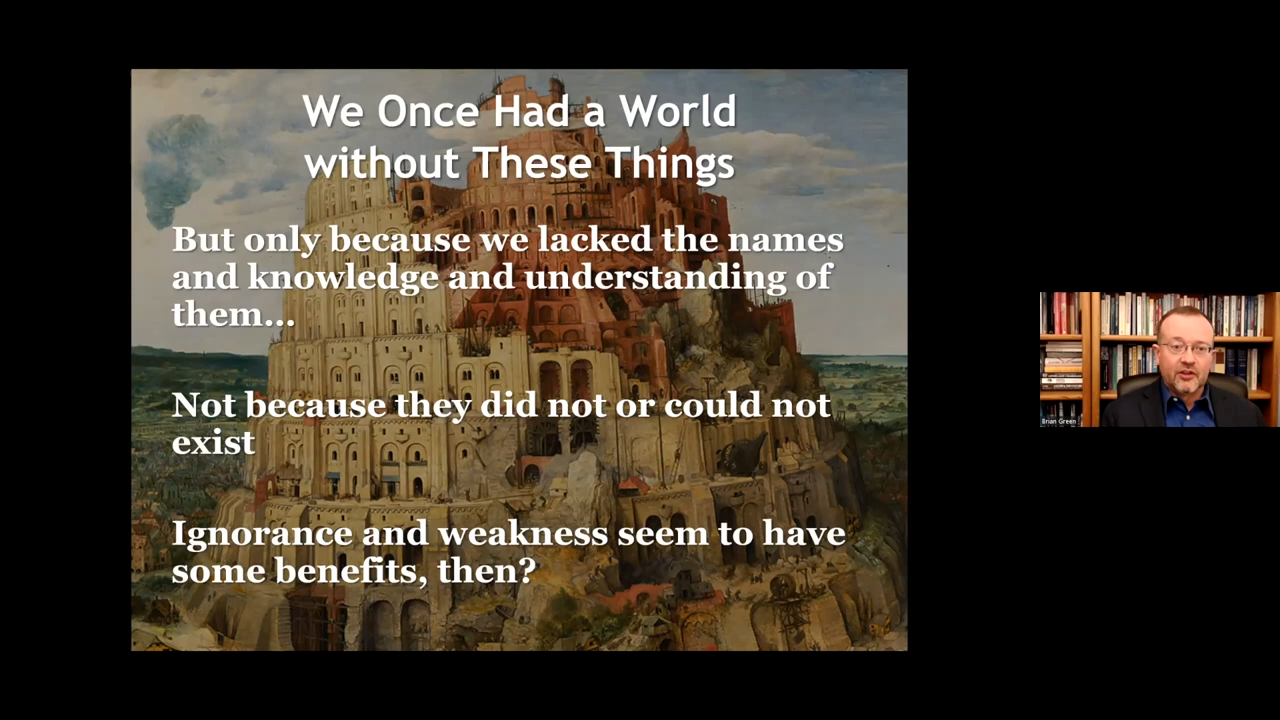 We Once Had a World
without These Things
But only because we lacked the names
and knowledge and understanding of
them...
Not because they did not or could not
exist
Ignorance and weakness seem to have
some benefits, then?
Brian Green